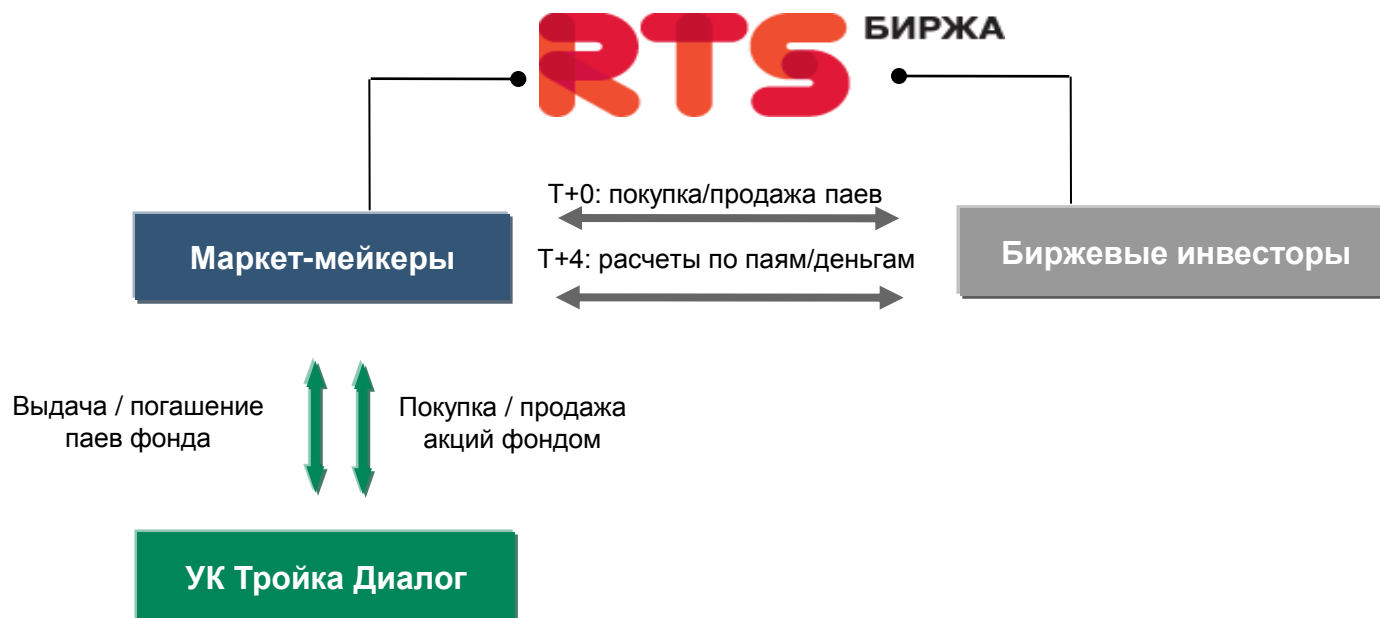 RTS БИРЖА
Т+0: покупка/продажа паев
Маркет-мейкеры
Т+4: расчеты по паям/деньгам
Биржевые инвесторы
Выдача / погашение
паев фонда
Покупка / продажа
акций фондом
УК Тройка Диалог